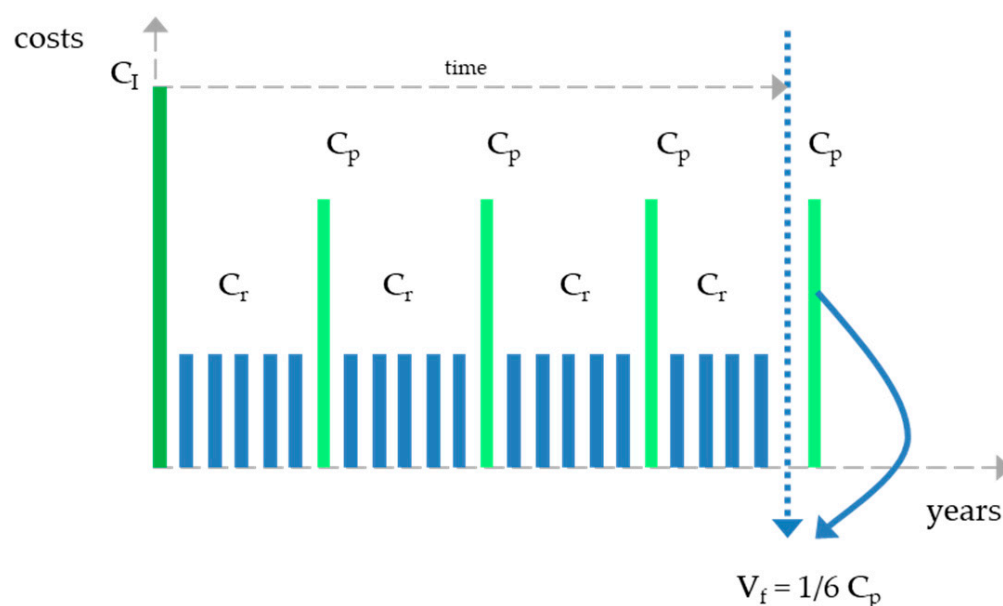 costs
C_I
time
C_p C_p C_p C_p
C_r C_r C_r C_r
years
V_f = 1/6 C_p